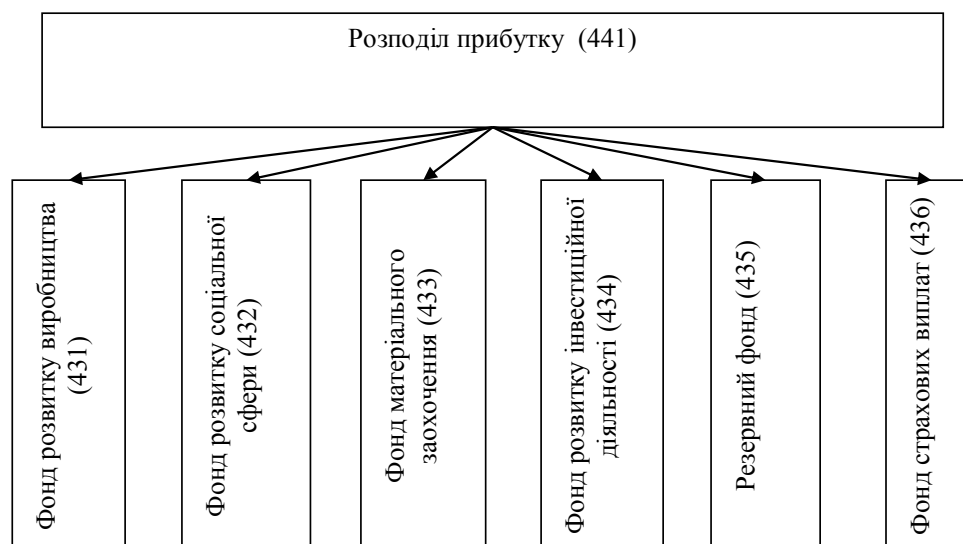 Розподіл прибутку (441)
Фонд розвитку виробництва
(431)
Фонд розвитку соціальної
сфери (432)
Фонд матеріального
заохочення (433)
Фонд розвитку інвестиційної
діяльності (434)
Резервний фонд (435)
Фонд страхових виплат (436)